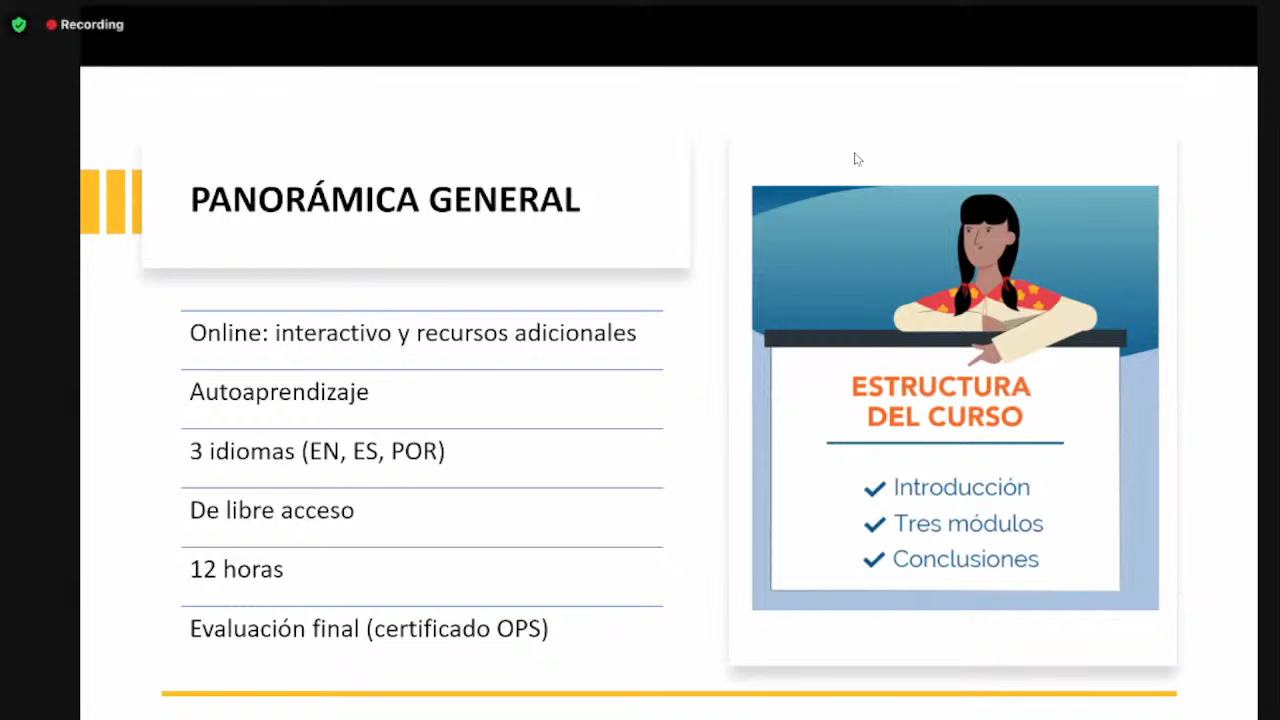 Recording
PANORÁMICA GENERAL
Online: interactivo y recursos adicionales
Autoaprendizaje
3 idiomas (EN, ES, POR)
De libre acceso
12 horas
Evaluación final (certificado OPS)
ESTRUCTURA
DEL CURSO
Introducción
Tres módulos
Conclusiones